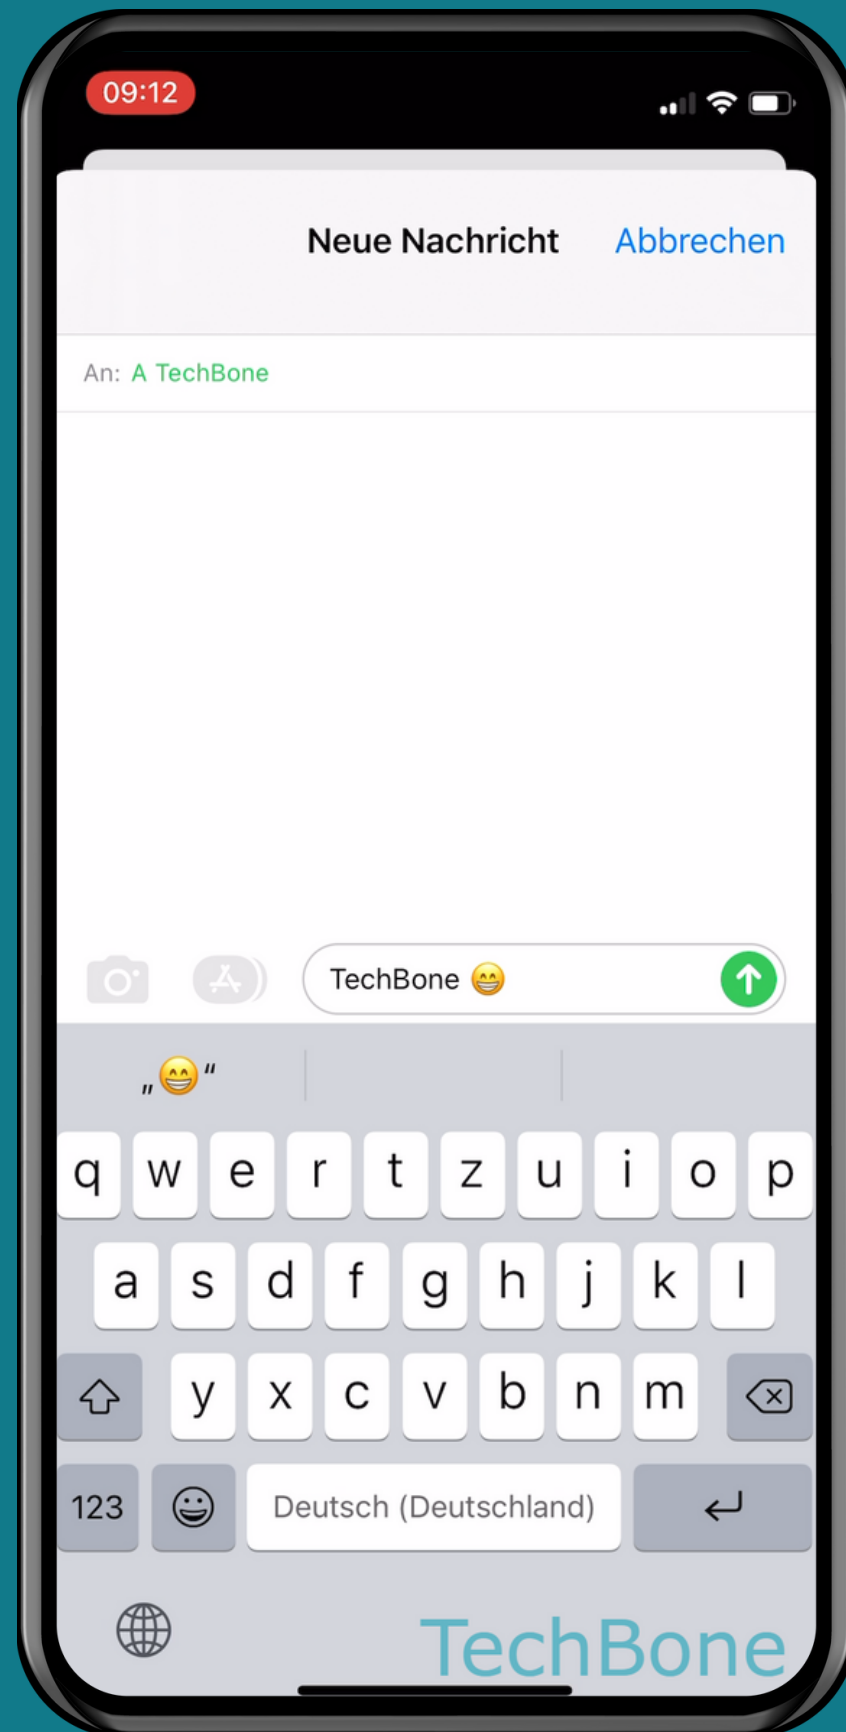 09:12
Neue Nachricht Abbrechen
An: A TechBone
TechBone 😁
„😁“
q w e r t z u i o p
a s d f g h j k l
y x c v b n m
123 Deutsch (Deutschland)
TechBone